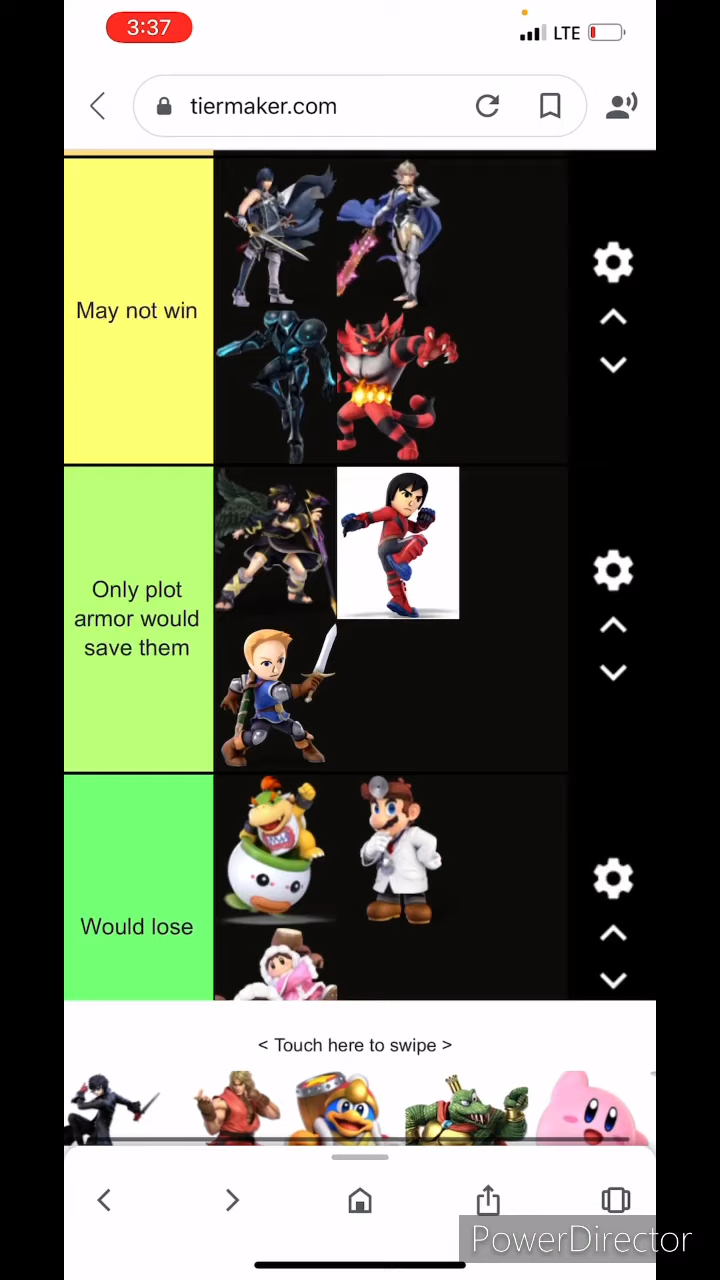 3:37
LTE
tiermaker.com
May not win
Only plot
armor would
save them
Would lose
< Touch here to swipe >
PowerDirector